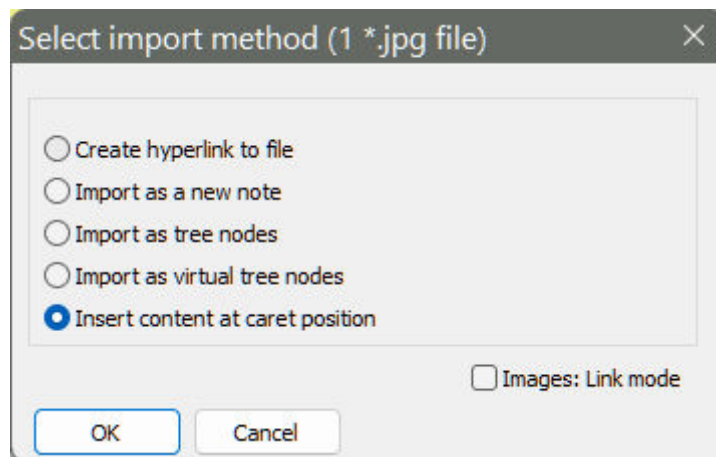 Select import method (1 *.jpg file)
Create hyperlink to file
Import as a new note
Import as tree nodes
Import as virtual tree nodes
Insert content at caret position
Images: Link mode
OK Cancel